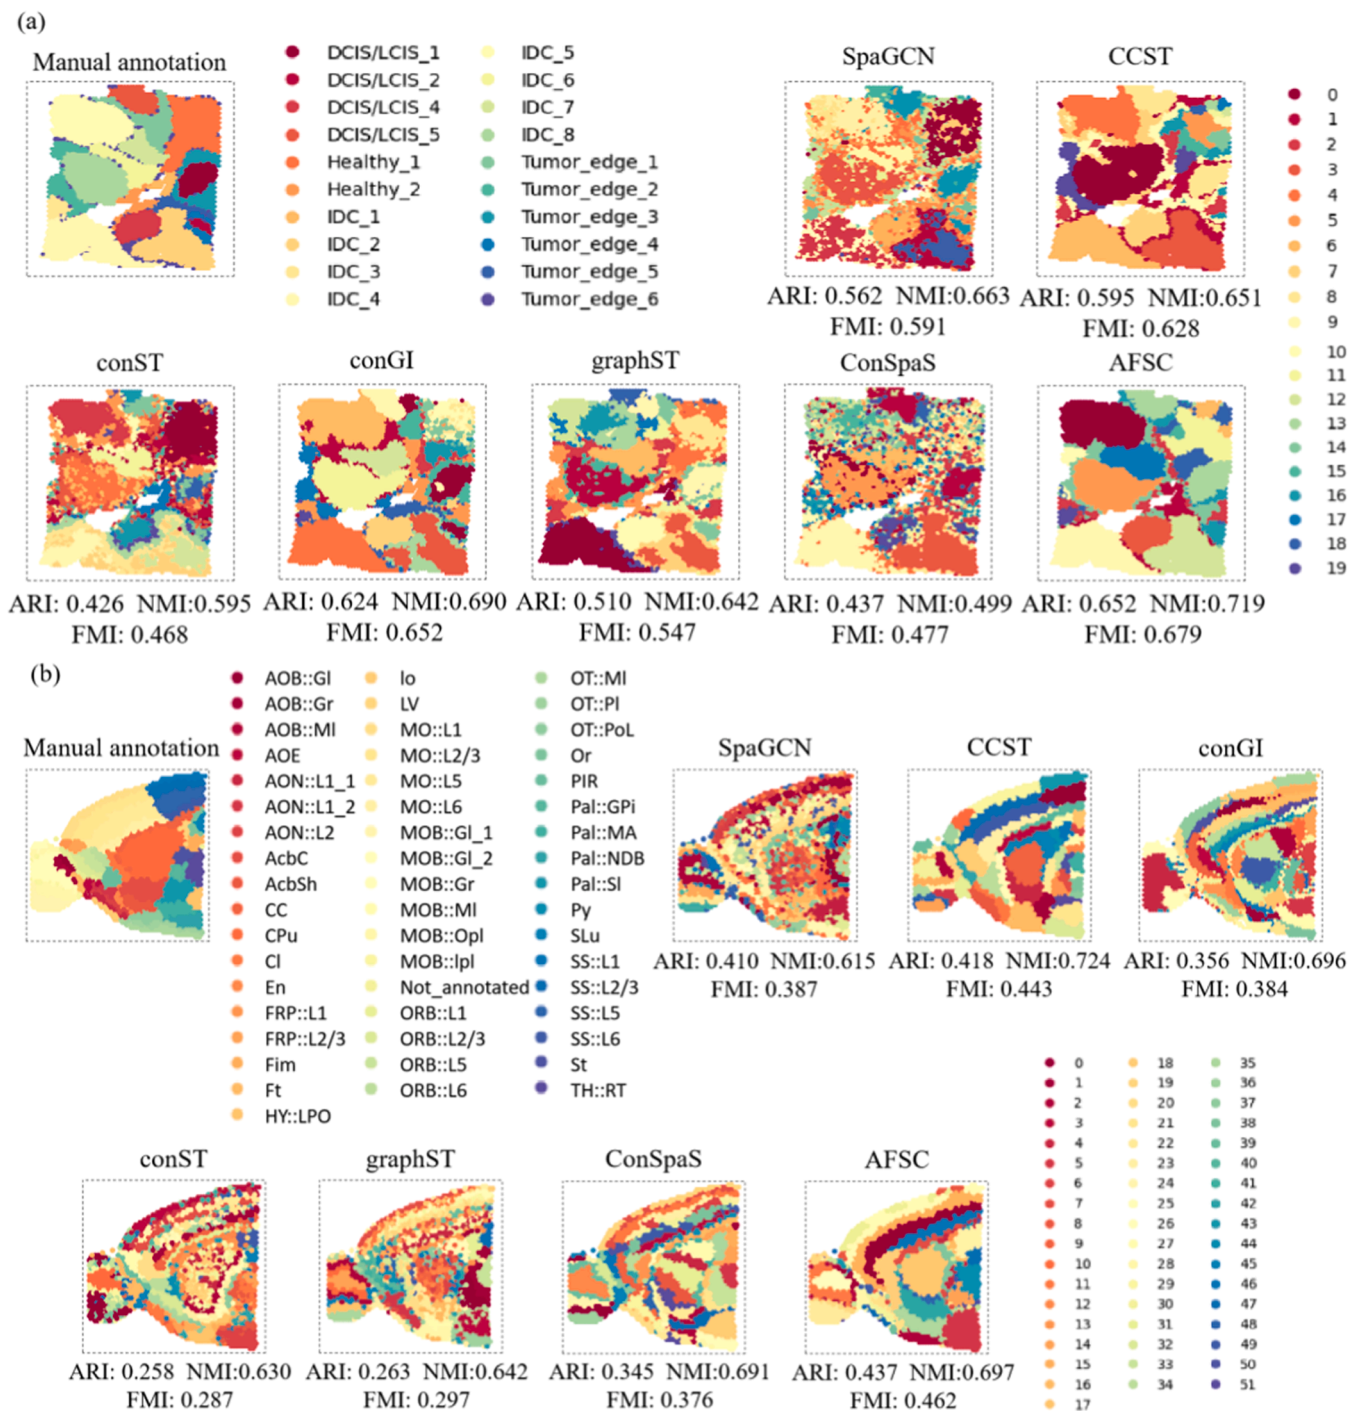 (a)
Manual annotation
DCIS/LCIS_1
DCIS/LCIS_2
DCIS/LCIS_4
DCIS/LCIS_5
Healthy_1
Healthy_2
IDC_1
IDC_2
IDC_3
IDC_4
IDC_5
IDC_6
IDC_7
IDC_8
Tumor_edge_1
Tumor_edge_2
Tumor_edge_3
Tumor_edge_4
Tumor_edge_5
Tumor_edge_6
SpaGCN
ARI: 0.562 NMI:0.663
FMI: 0.591
CCST
ARI: 0.595 NMI:0.651
FMI: 0.628
0
1
2
3
4
5
6
7
8
9
10
11
12
13
14
15
16
17
18
19
conST
ARI: 0.426 NMI:0.595
FMI: 0.468
conGI
ARI: 0.624 NMI:0.690
FMI: 0.652
graphST
ARI: 0.510 NMI:0.642
FMI: 0.547
ConSpaS
ARI: 0.437 NMI:0.499
FMI: 0.477
AFSC
ARI: 0.652 NMI:0.719
FMI: 0.679
(b)
Manual annotation
AOB::Gl
AOB::Gr
AOB::Ml
AOE
AON::L1_1
AON::L1_2
AON::L2
AcbC
AcbSh
CC
CPu
Cl
En
FRP::L1
FRP::L2/3
Fim
Ft
HY::LPO
lo
LV
MO::L1
MO::L2/3
MO::L5
MO::L6
MOB::Gl_1
MOB::Gl_2
MOB::Gr
MOB::Ml
MOB::Opl
MOB::lpl
Not_annotated
ORB::L1
ORB::L2/3
ORB::L5
ORB::L6
OT::Ml
OT::Pl
OT::PoL
Or
PIR
Pal::GPi
Pal::MA
Pal::NDB
Pal::Sl
Py
SLu
SS::L1
SS::L2/3
SS::L5
SS::L6
St
TH::RT
SpaGCN
ARI: 0.410 NMI:0.615
FMI: 0.387
CCST
ARI: 0.418 NMI:0.724
FMI: 0.443
conGI
ARI: 0.356 NMI:0.696
FMI: 0.384
conST
ARI: 0.258 NMI:0.630
FMI: 0.287
graphST
ARI: 0.263 NMI:0.642
FMI: 0.297
ConSpaS
ARI: 0.345 NMI:0.691
FMI: 0.376
AFSC
ARI: 0.437 NMI:0.697
FMI: 0.462
0
1
2
3
4
5
6
7
8
9
10
11
12
13
14
15
16
17
18
19
20
21
22
23
24
25
26
27
28
29
30
31
32
33
34
35
36
37
38
39
40
41
42
43
44
45
46
47
48
49
50
51